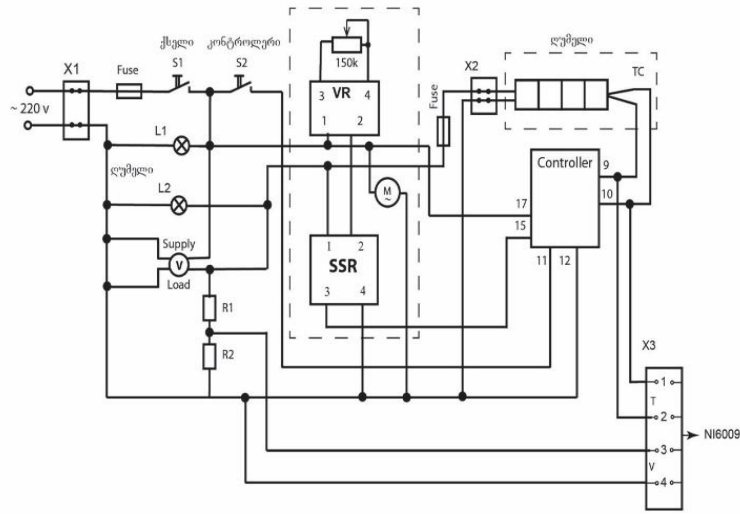 ქსელი
კონტროლერი
S1
S2
X1
Fuse
~ 220 v
L1
ღუმელი
L2
Supply
V
Load
R1
R2
150k
VR
3
4
1
2
M
~
1
2
SSR
3
4
Fuse
X2
ღუმელი
TC
Controller
9
10
17
15
11
12
X3
1
T
2
3
V
4
NI6009